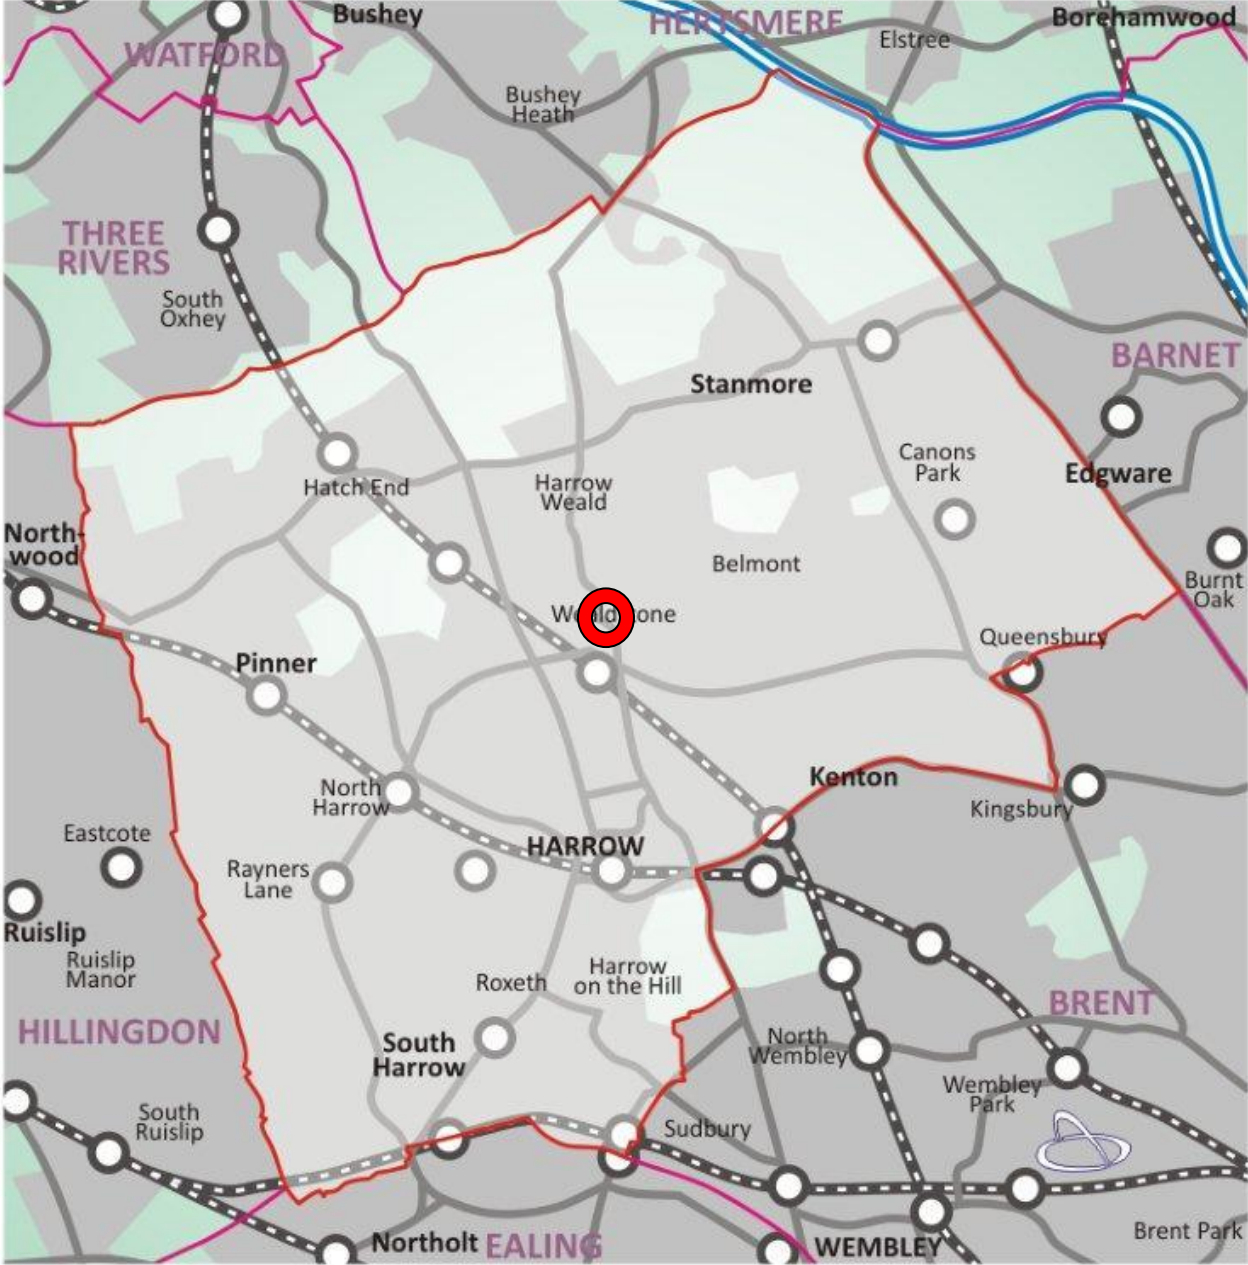 Bushey
HERTSMERE
Borehamwood
WATFORD
Elstree
Bushey
Heath
THREE
RIVERS
South
Oxhey
BARNET
Stanmore
Canons
Park
Edgware
Hatch End
Harrow
Weald
North-
wood
Belmont
Burnt
Oak
Queensbury
Pinner
Kenton
North
Harrow
Kingsbury
Eastcote
HARROW
Rayners
Lane
Ruislip
Ruislip
Manor
Roxeth
Harrow
on the Hill
BRENT
HILLINGDON
South
Harrow
North
Wembley
Wembley
Park
South
Ruislip
Sudbury
Brent Park
Northolt
EALING
WEMBLEY